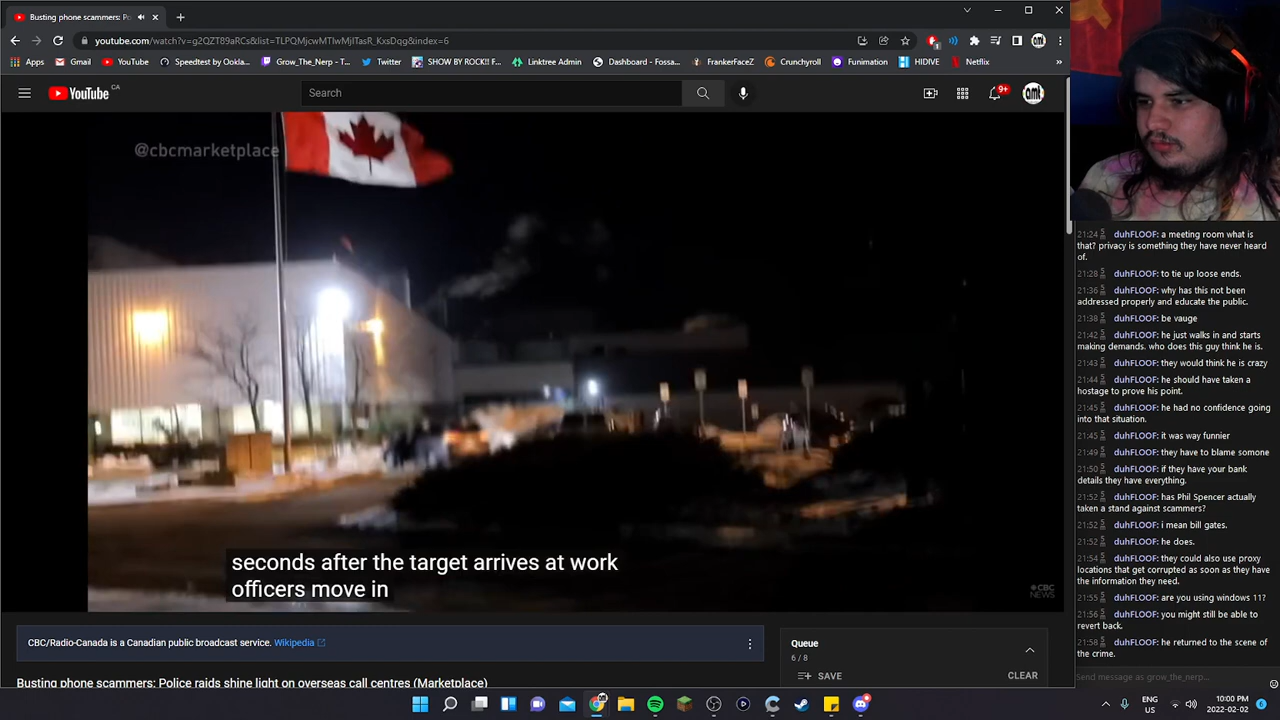 Busting phone scammers: Po
youtube.com/watch?v=g2QZT89aRCs&list=TLPQMjcwMTIwMjITasR_KxsDqg&index=6
Apps
Gmail
YouTube
Speedtest by Ookla...
Grow_The_Nerp - T...
Twitter
SHOW BY ROCK!! F...
Linktree Admin
Dashboard - Fossa...
FrankerFaceZ
Crunchyroll
Funimation
HIDIVE
Netflix
»
YouTube CA
Search
9+
amt
@cbcmarketplace
seconds after the target arrives at work
officers move in
CBC
NEWS
CBC/Radio-Canada is a Canadian public broadcast service. Wikipedia
Busting phone scammers: Police raids shine light on overseas call centres (Marketplace)
Queue
6 / 8
SAVE
CLEAR
21:24 duhFLOOF: a meeting room what is
that? privacy is something they have never heard
of.
21:28 duhFLOOF: to tie up loose ends.
21:36 duhFLOOF: why has this not been
addressed properly and educate the public.
21:38 duhFLOOF: be vauge
21:42 duhFLOOF: he just walks in and starts
making demands. who does this guy think he is.
21:43 duhFLOOF: they would think he is crazy
21:44 duhFLOOF: he should have taken a
hostage to prove his point.
21:45 duhFLOOF: he had no confidence going
into that situation.
21:45 duhFLOOF: it was way funnier
21:49 duhFLOOF: they have to blame somone
21:50 duhFLOOF: if they have your bank
details they have everything.
21:52 duhFLOOF: has Phil Spencer actually
taken a stand against scammers?
21:52 duhFLOOF: i mean bill gates.
21:52 duhFLOOF: he does.
21:54 duhFLOOF: they could also use proxy
locations that get corrupted as soon as they have
the information they need.
21:55 duhFLOOF: are you using windows 11?
21:56 duhFLOOF: you might still be able to
revert back.
21:58 duhFLOOF: he returned to the scene of
the crime.
Send message as grow_the_nerp...
ENG
US
10:00 PM
2022-02-02
6